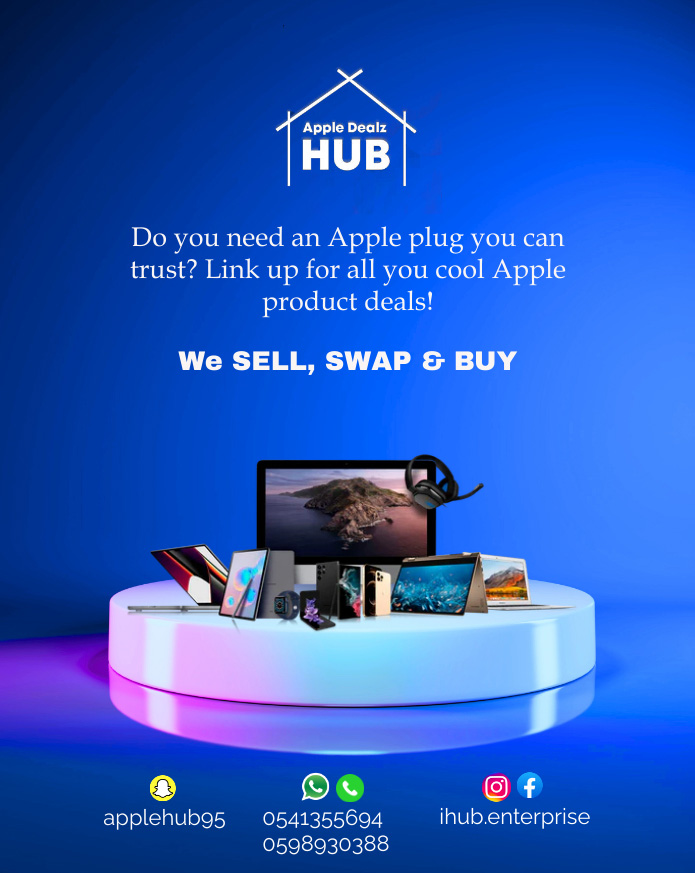 Apple Dealz
HUB
Do you need an Apple plug you can
trust? Link up for all you cool Apple
product deals!
We SELL, SWAP & BUY
applehub95
0541355694
0598930388
ihub.enterprise